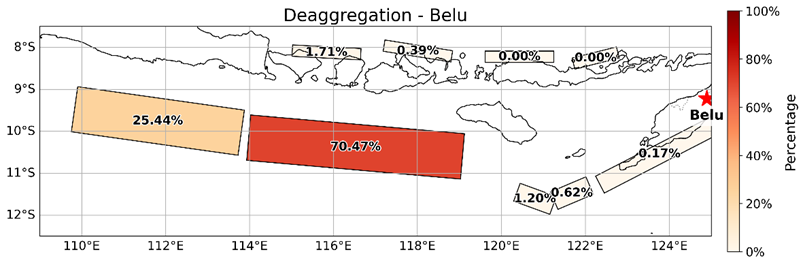 Deaggregation - Belu
8°S
9°S
10°S
11°S
12°S
110°E
112°E
114°E
116°E
118°E
120°E
122°E
124°E
1.71%
0.39%
0.00%
0.00%
25.44%
70.47%
Belu
0.17%
0.62%
1.20%
100%
80%
60%
40%
20%
0%
Percentage